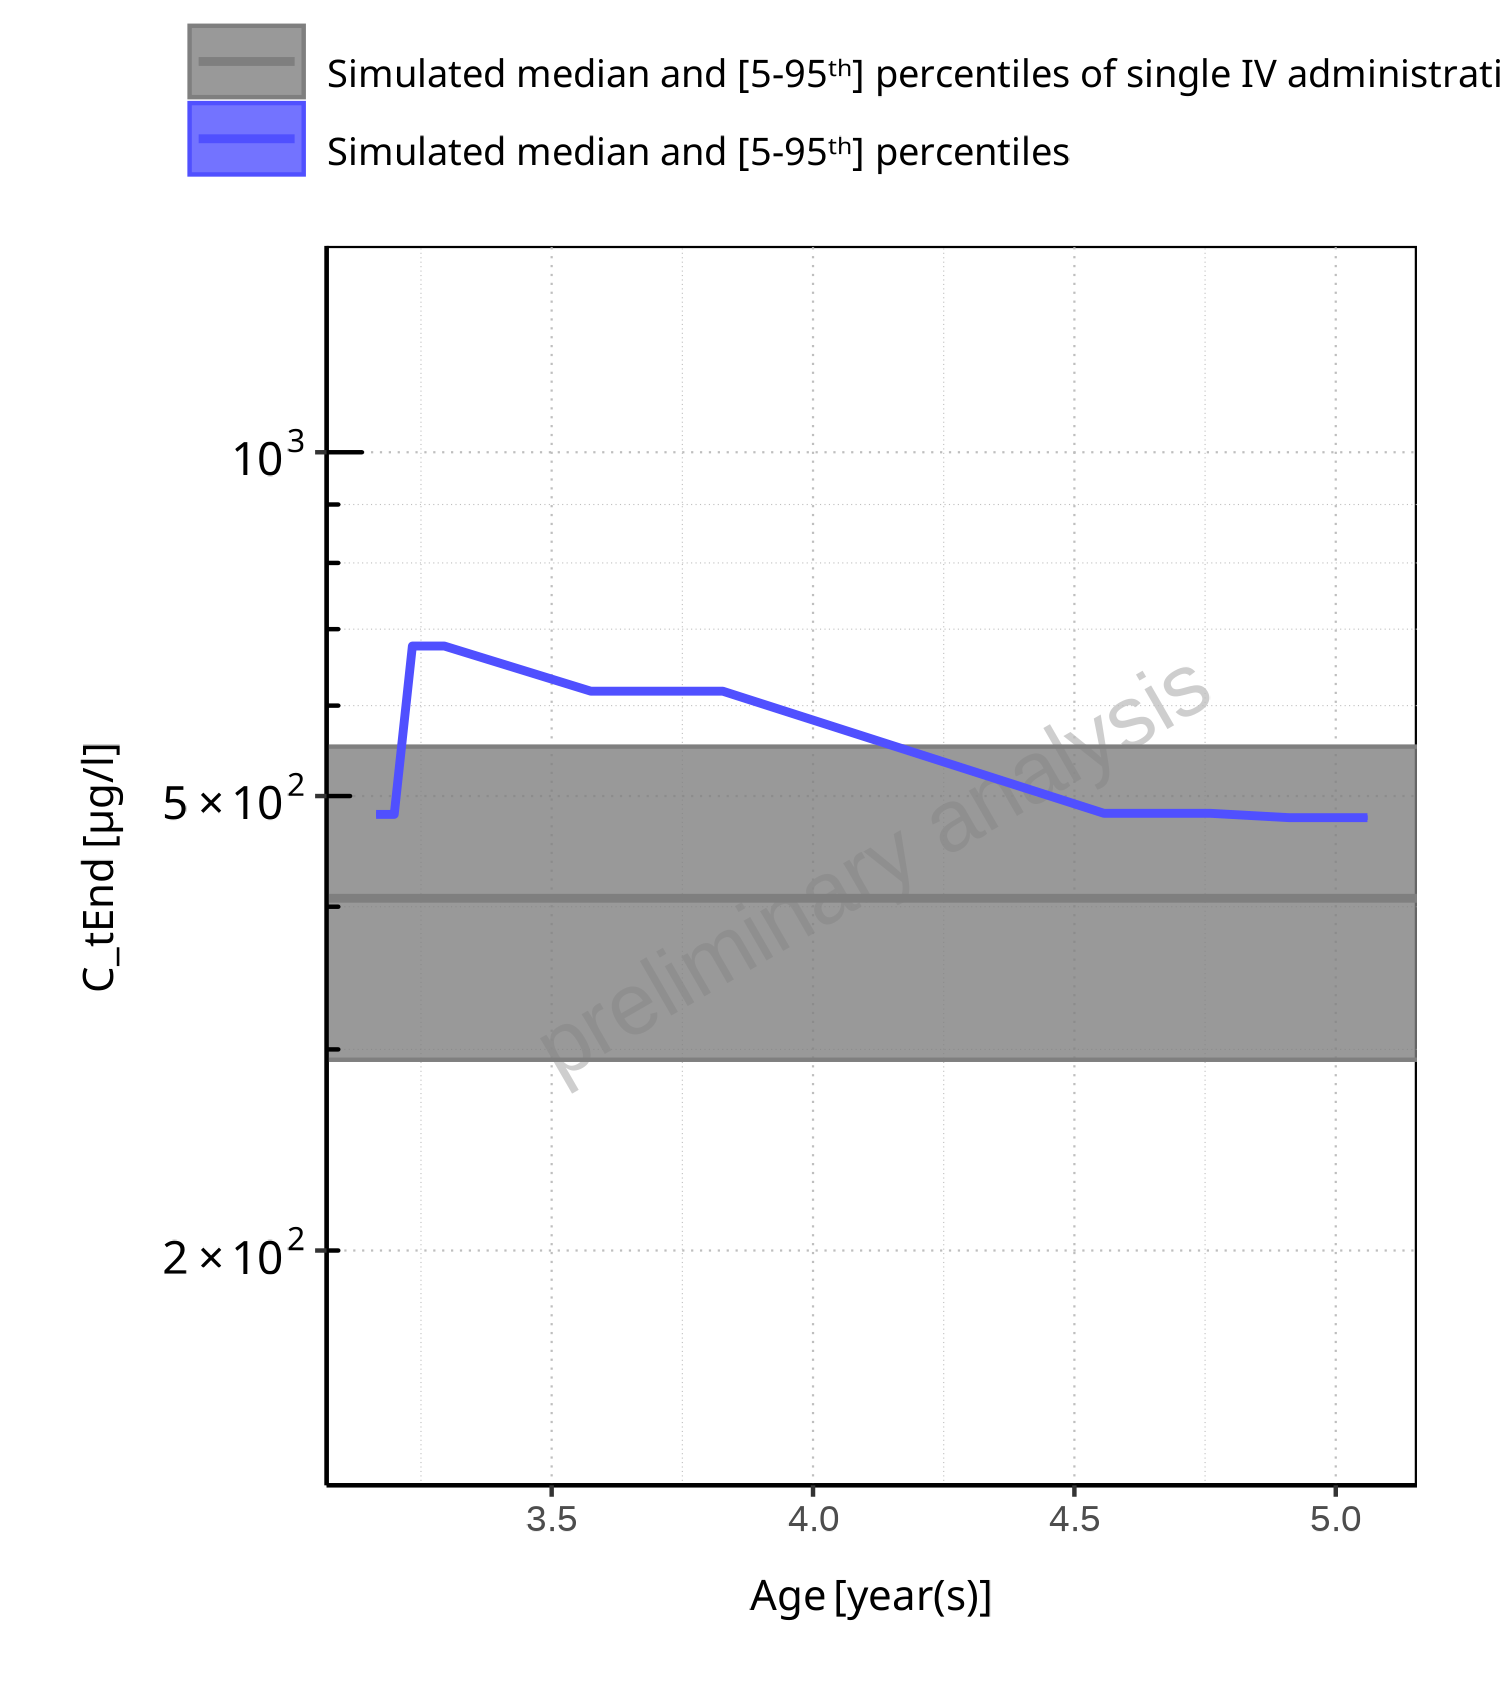 Simulated median and [5-95ᵗʰ] percentiles of single IV administrati
Simulated median and [5-95ᵗʰ] percentiles
10³
5 × 10²
2 × 10²
C_tEnd [µg/l]
preliminary analysis
3.5 4.0 4.5 5.0
Age [year(s)]